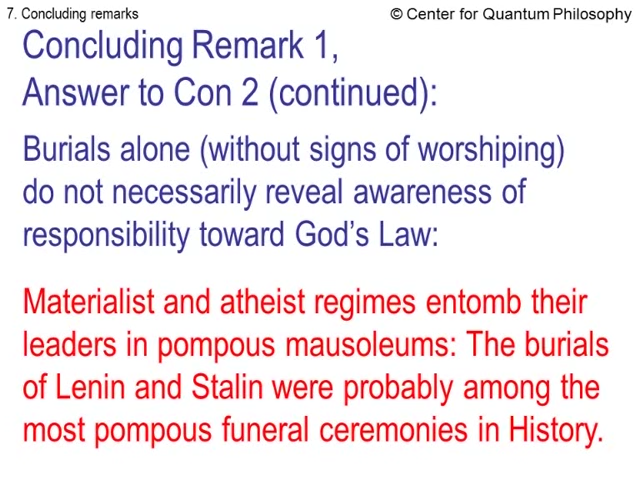 7. Concluding remarks
© Center for Quantum Philosophy
Concluding Remark 1,
Answer to Con 2 (continued):
Burials alone (without signs of worshiping)
do not necessarily reveal awareness of
responsibility toward God's Law:
Materialist and atheist regimes entomb their
leaders in pompous mausoleums: The burials
of Lenin and Stalin were probably among the
most pompous funeral ceremonies in History.